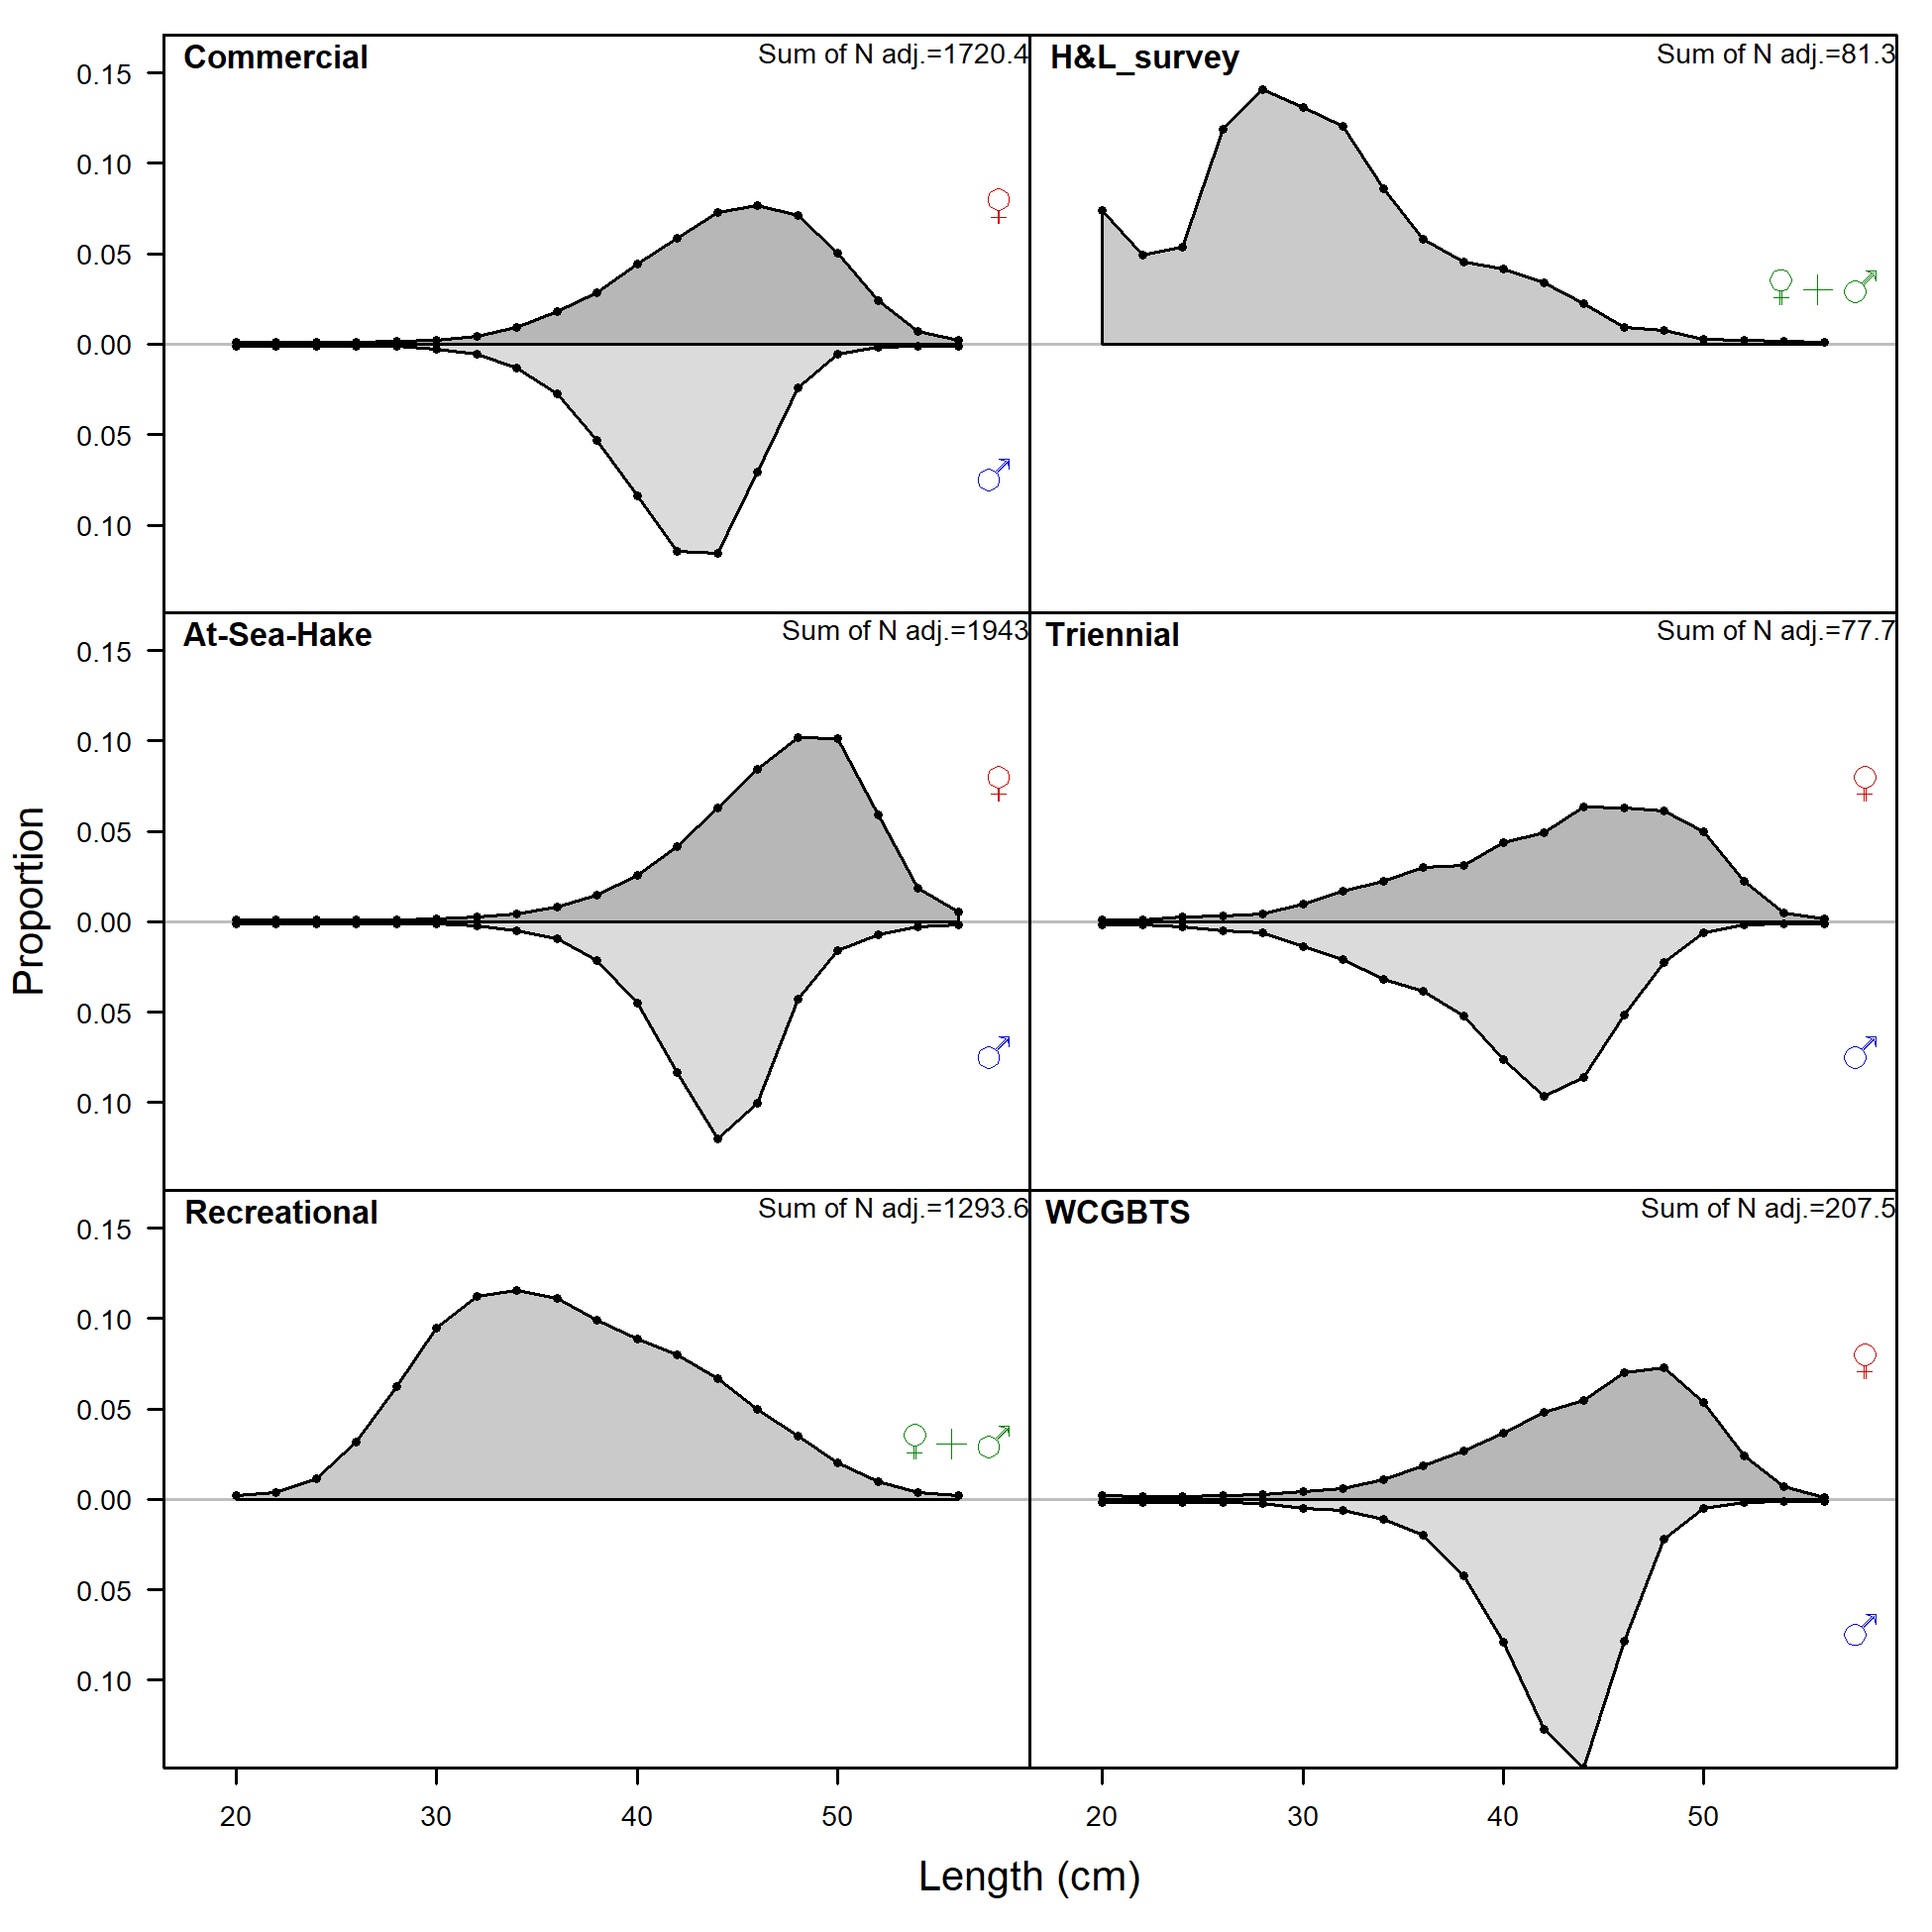 Commercial
Sum of N adj.=1720.4
H&L_survey
Sum of N adj.=81.3
0.15
0.10
0.05
0.00
0.05
0.10
♀
♂
♀+♂
At-Sea-Hake
Sum of N adj.=1943
Triennial
Sum of N adj.=77.7
0.15
0.10
0.05
0.00
0.05
0.10
♀
♂
♀
♂
Proportion
Recreational
Sum of N adj.=1293.6
WCGBTS
Sum of N adj.=207.5
0.15
0.10
0.05
0.00
0.05
0.10
♀+♂
♀
♂
20 30 40 50
20 30 40 50
Length (cm)